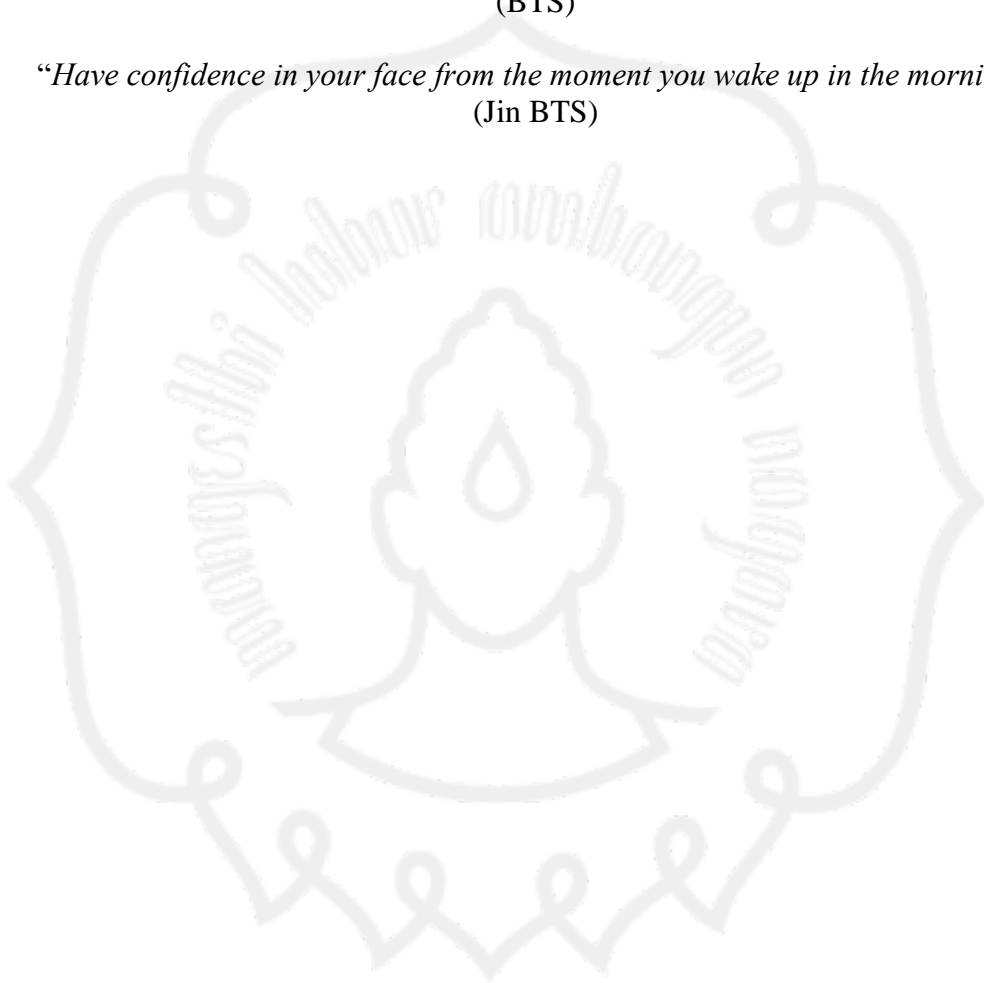 (BTS)
“Have confidence in your face from the moment you wake up in the morni
(Jin BTS)